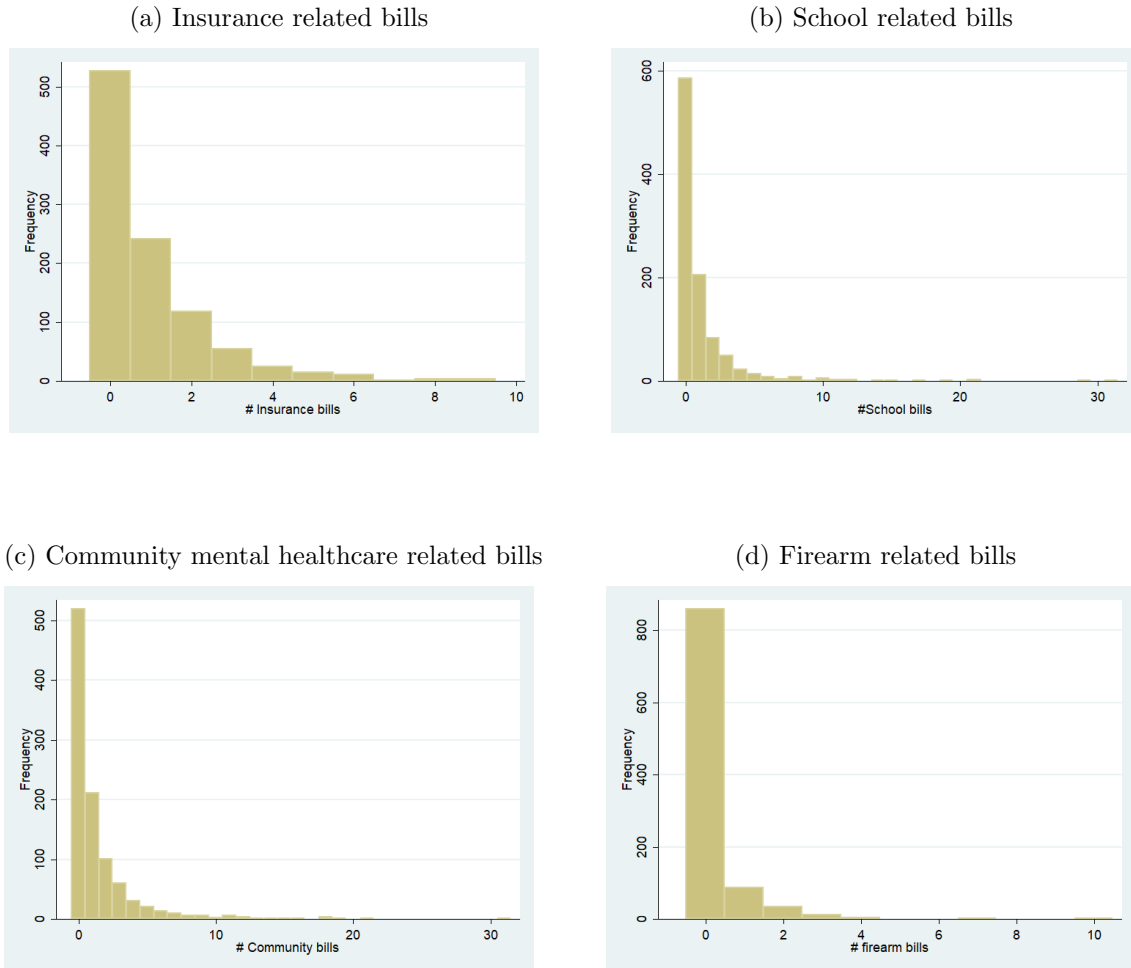 (a) Insurance related bills
500
400
300
200
100
0
Frequency
0 2 4 6 8 10
# Insurance bills
(b) School related bills
600
400
200
0
Frequency
0 10 20 30
#School bills
(c) Community mental healthcare related bills
500
400
300
200
100
0
Frequency
0 10 20 30
# Community bills
(d) Firearm related bills
800
600
400
200
0
Frequency
0 2 4 6 8 10
# firearm bills